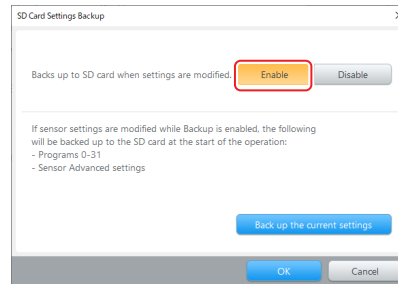 SD Card Settings Backup
Backs up to SD card when settings are modified. Enable Disable
If sensor settings are modified while Backup is enabled, the following
will be backed up to the SD card at the start of the operation:
- Programs 0-31
- Sensor Advanced settings
Back up the current settings
OK Cancel